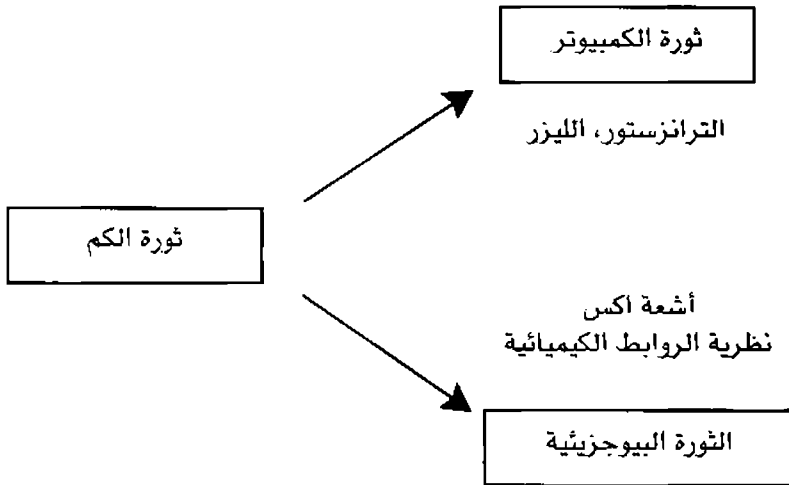 ثورة الكمبيوتر
الترانزستور، الليزر
ثورة الكم
أشعة اكس
نظرية الروابط الكيميائية
الثورة البيوجزيئية